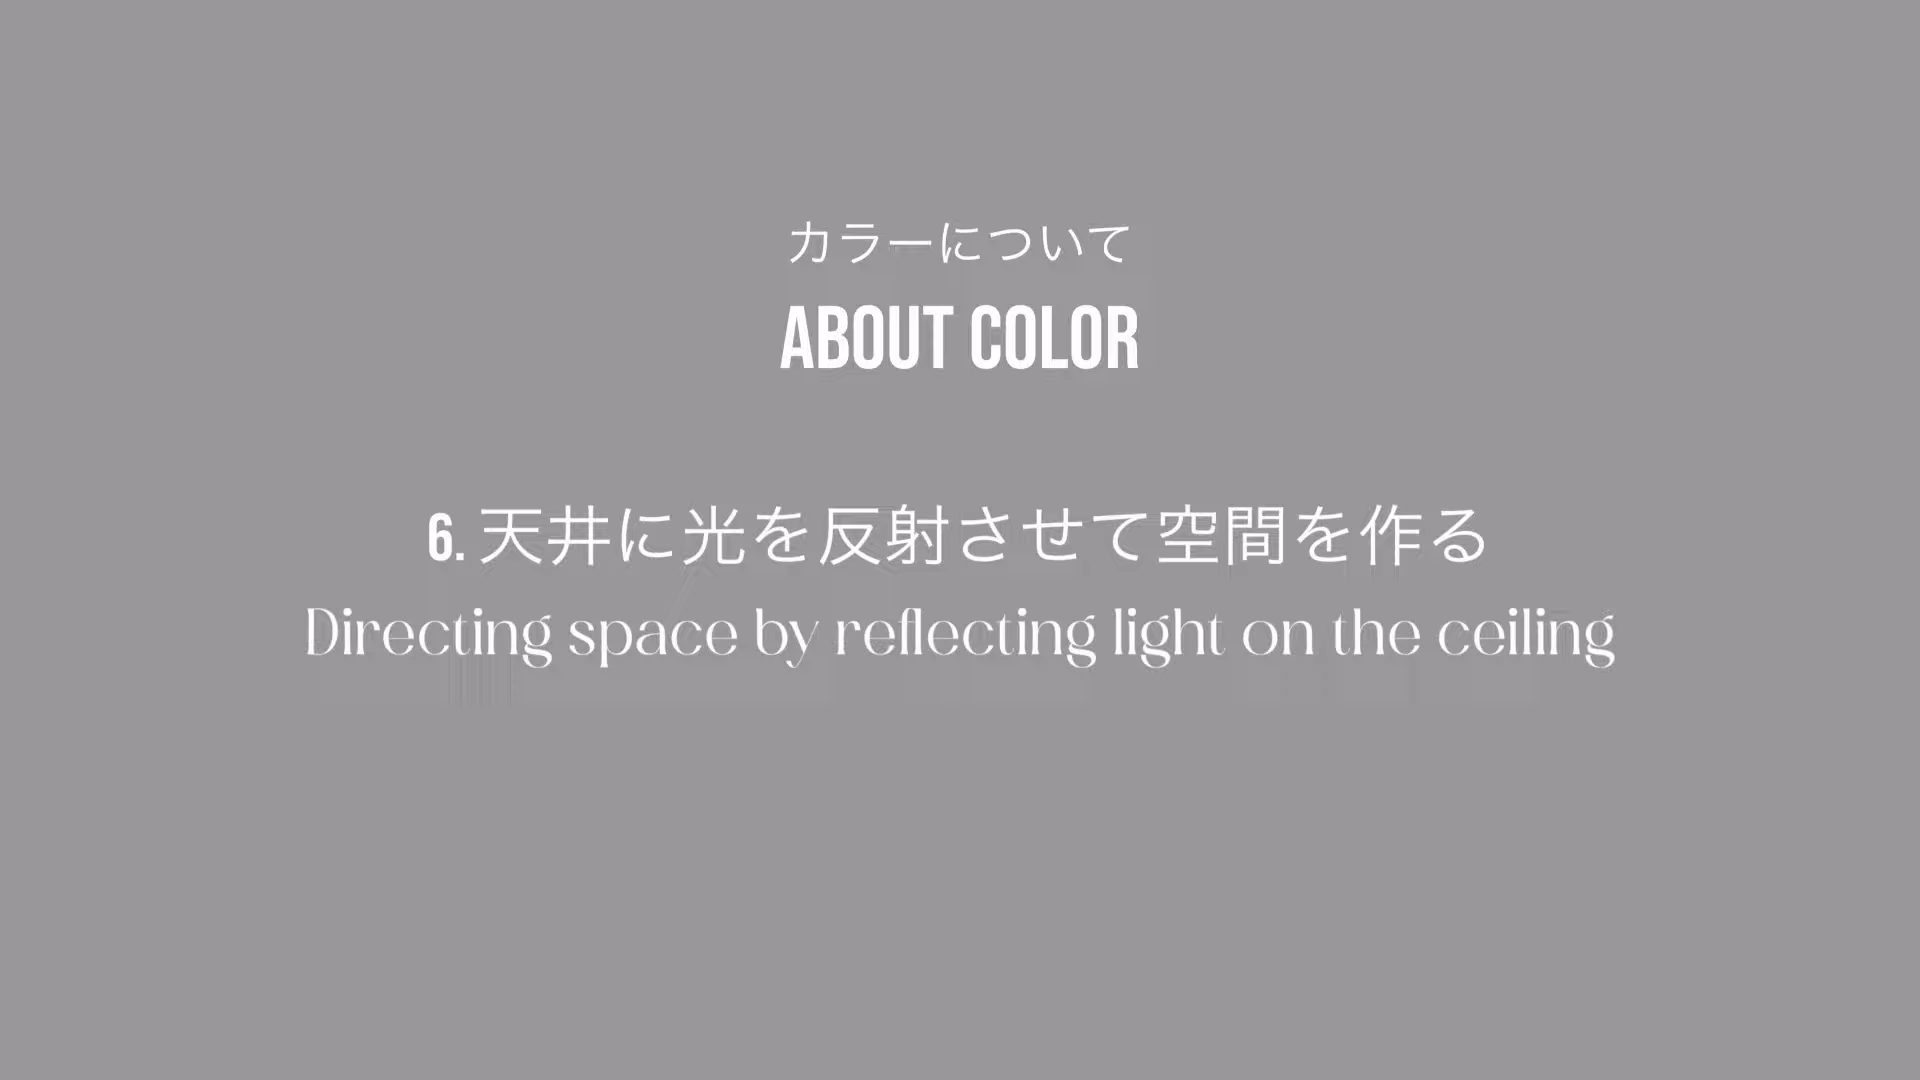 カラーについて
ABOUT COLOR
6. 天井に光を反射させて空間を作る
Directing space by reflecting light on the ceiling